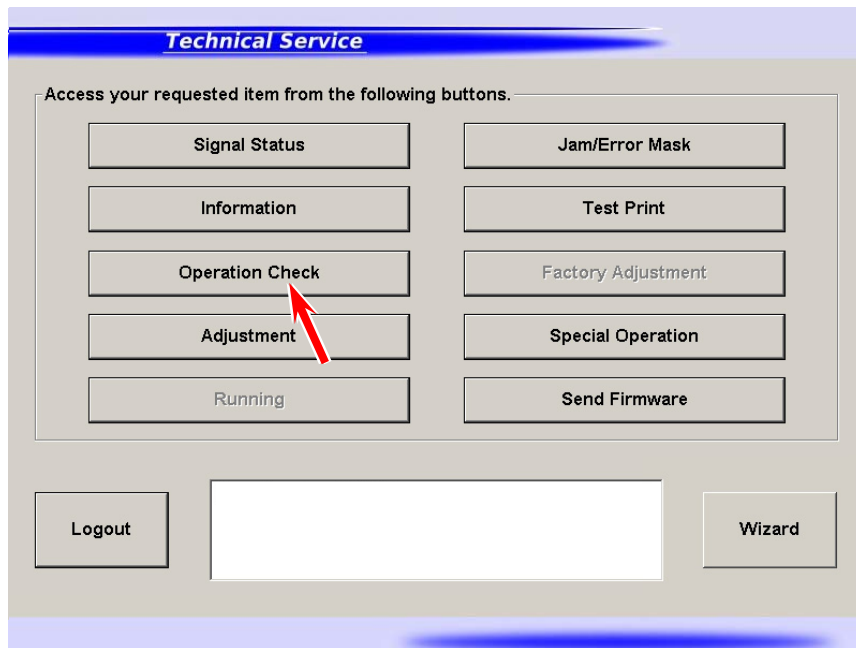 Technical Service
Access your requested item from the following buttons.
Signal Status
Jam/Error Mask
Information
Test Print
Operation Check
Factory Adjustment
Adjustment
Special Operation
Running
Send Firmware
Logout
Wizard